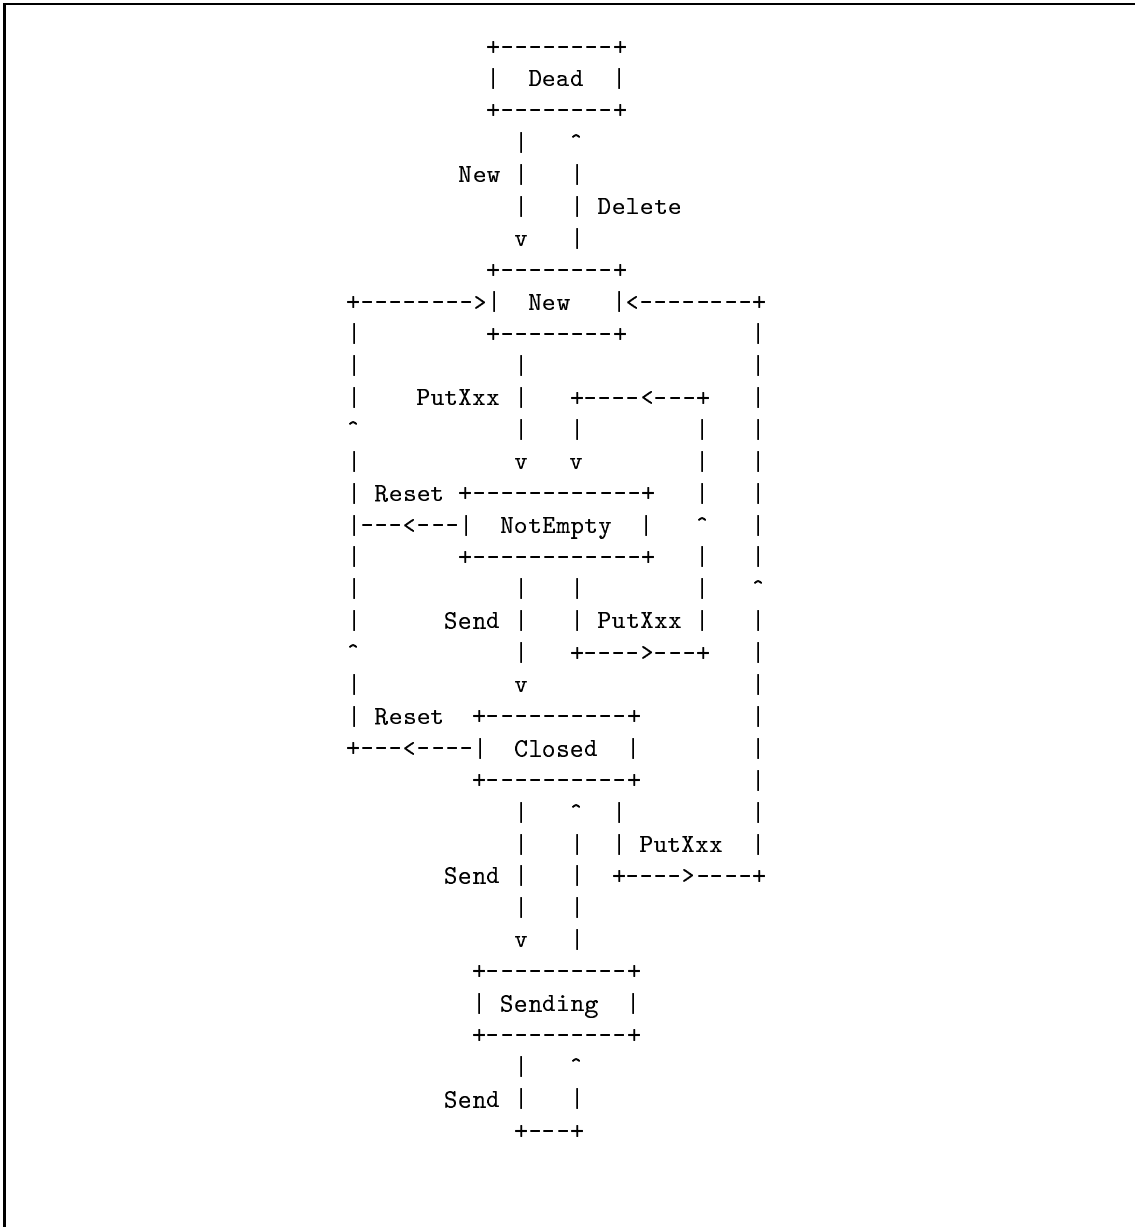 Dead
New
Delete
New
PutXxx
Reset
NotEmpty
Send
PutXxx
Reset
Closed
PutXxx
Send
Sending
Send